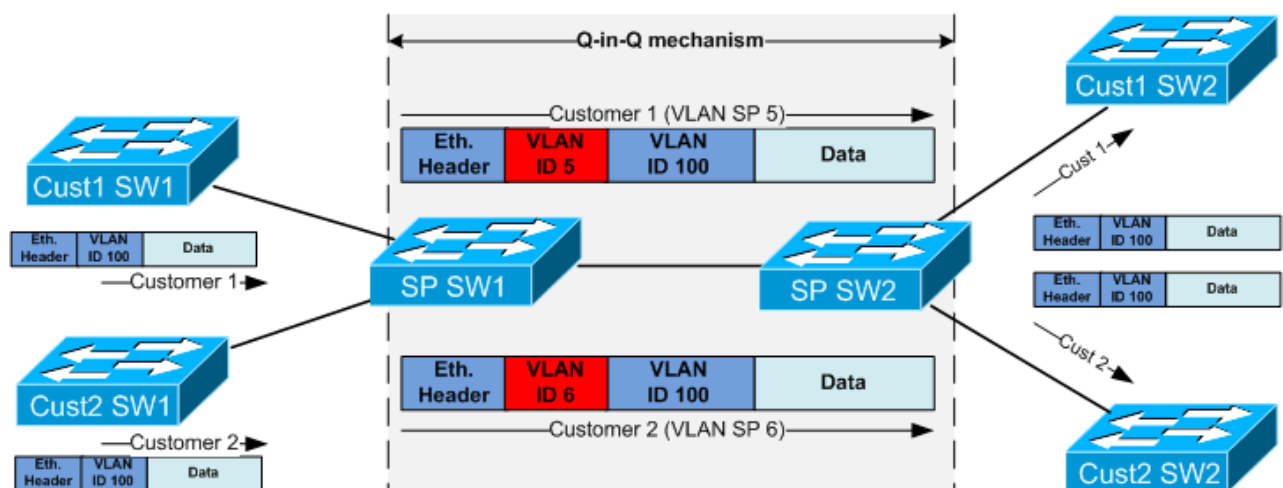 Q-in-Q mechanism
Customer 1 (VLAN SP 5)
Eth. Header
VLAN ID 5
VLAN ID 100
Data
Cust1 SW1
Eth. Header
VLAN ID 100
Data
Customer 1
SP SW1
SP SW2
Cust1 SW2
Cust 1
Eth. Header
VLAN ID 100
Data
Eth. Header
VLAN ID 100
Data
Cust 2
Cust2 SW1
Customer 2
Eth. Header
VLAN ID 100
Data
Eth. Header
VLAN ID 6
VLAN ID 100
Data
Customer 2 (VLAN SP 6)
Cust2 SW2